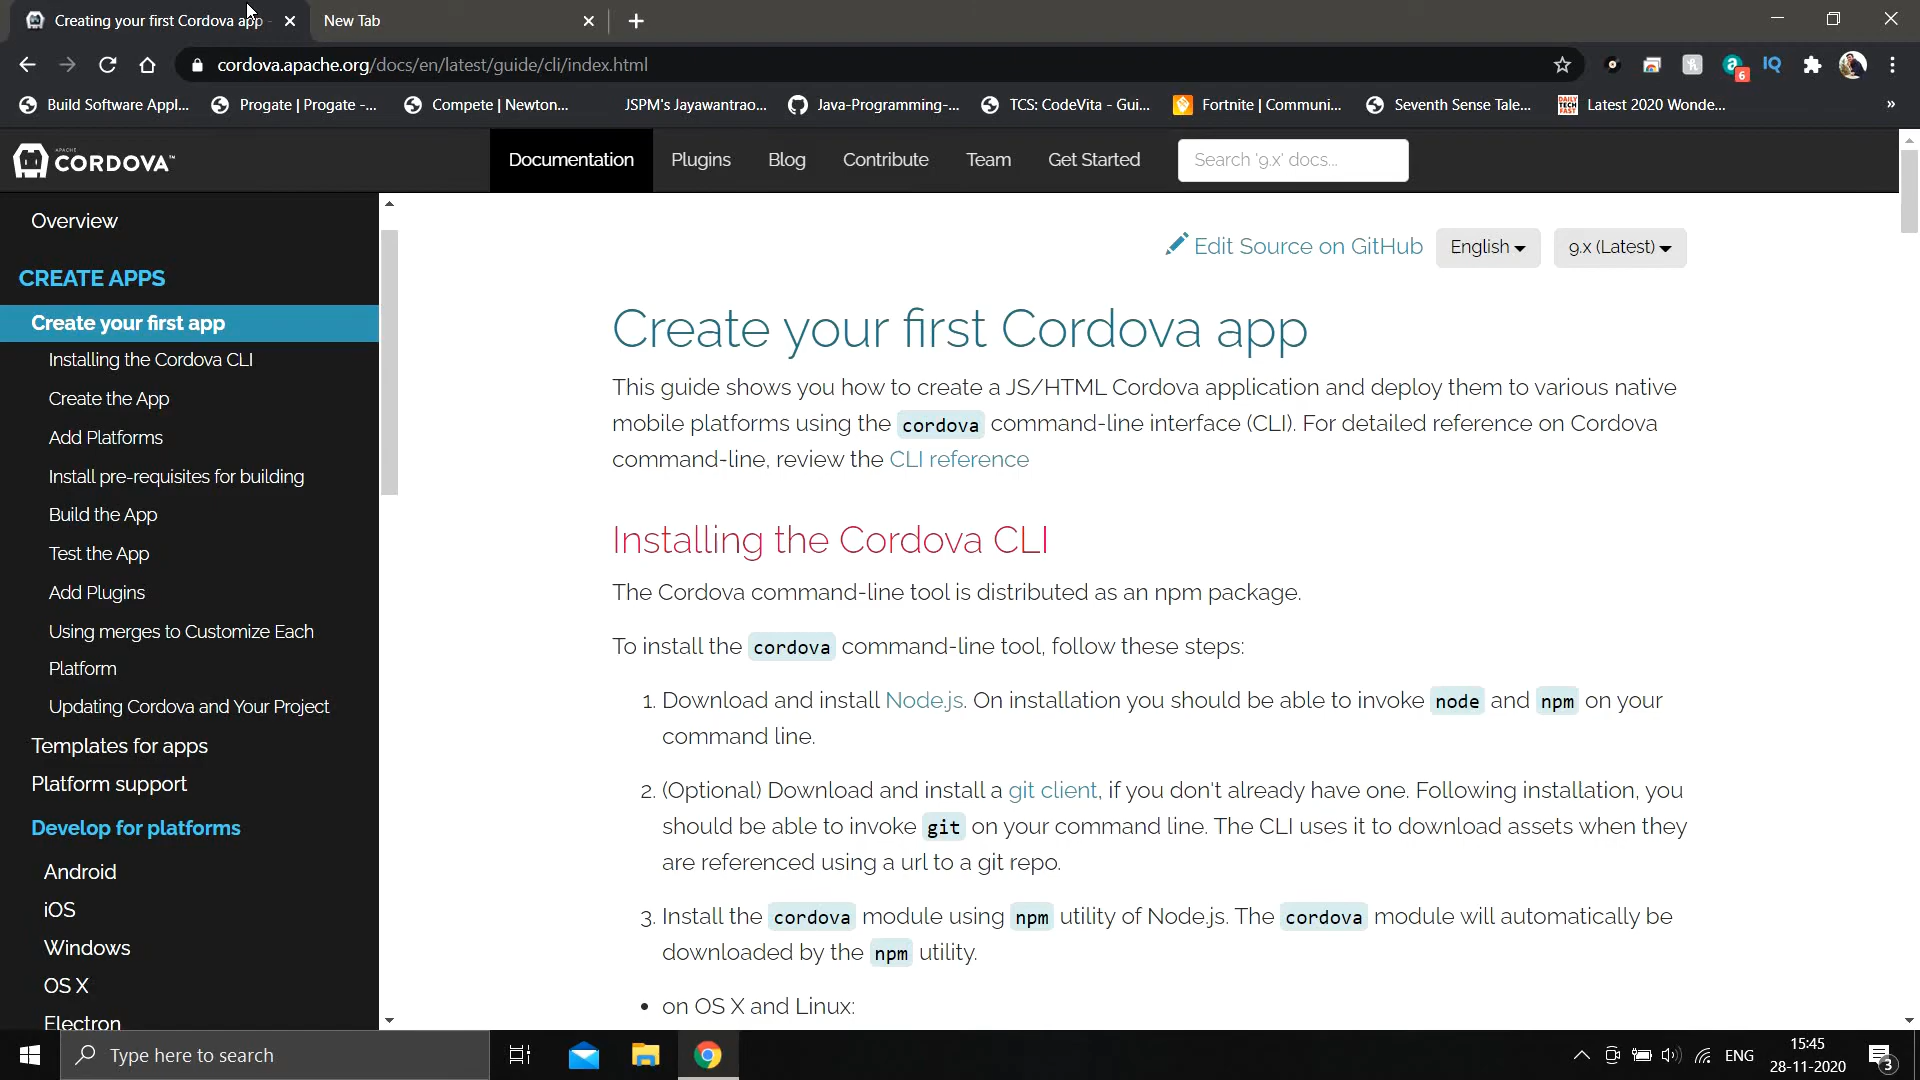 Creating your first Cordova app -
New Tab
cordova.apache.org/docs/en/latest/guide/cli/index.html
6
IQ
Build Software Appl...
Progate | Progate -...
Compete | Newton...
JSPM's Jayawantrao...
Java-Programming-...
TCS: CodeVita - Gui...
Fortnite | Communi...
Seventh Sense Tale...
Latest 2020 Wonde...
»
APACHE
CORDOVA™
Documentation
Plugins
Blog
Contribute
Team
Get Started
Search '9.x' docs...
Overview
CREATE APPS
Create your first app
Installing the Cordova CLI
Create the App
Add Platforms
Install pre-requisites for building
Build the App
Test the App
Add Plugins
Using merges to Customize Each
Platform
Updating Cordova and Your Project
Templates for apps
Platform support
Develop for platforms
Android
iOS
Windows
OS X
Electron
Edit Source on GitHub
English
9.x (Latest)
Create your first Cordova app
This guide shows you how to create a JS/HTML Cordova application and deploy them to various native
mobile platforms using the cordova command-line interface (CLI). For detailed reference on Cordova
command-line, review the CLI reference
Installing the Cordova CLI
The Cordova command-line tool is distributed as an npm package.
To install the cordova command-line tool, follow these steps:
1. Download and install Node.js. On installation you should be able to invoke node and npm on your
command line.
2. (Optional) Download and install a git client, if you don't already have one. Following installation, you
should be able to invoke git on your command line. The CLI uses it to download assets when they
are referenced using a url to a git repo.
3. Install the cordova module using npm utility of Node.js. The cordova module will automatically be
downloaded by the npm utility.
• on OS X and Linux:
Type here to search
ENG
15:45
28-11-2020
3